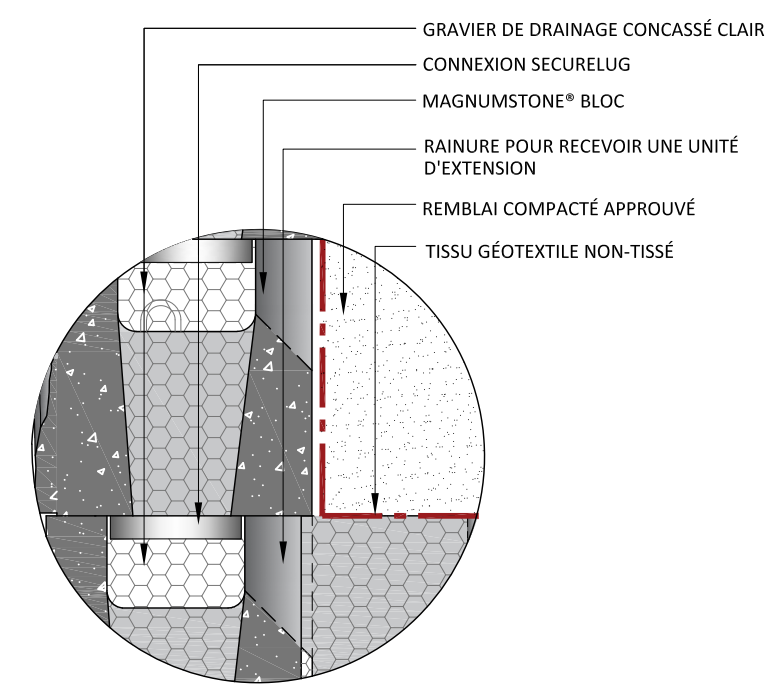 GRAVIER DE DRAINAGE CONCASSÉ CLAIR
CONNEXION SECURELUG
MAGNUMSTONE® BLOC
RAINURE POUR RECEVOIR UNE UNITÉ
D'EXTENSION
REMBLAI COMPACTÉ APPROUVÉ
TISSU GÉOTEXTILE NON-TISSÉ